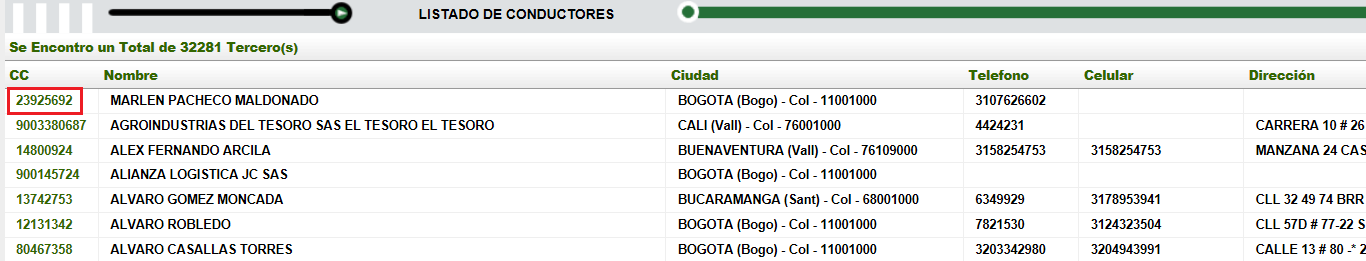 LISTADO DE CONDUCTORES
Se Encontro un Total de 32281 Tercero(s)
CC Nombre Ciudad Telefono Celular Dirección
23925692 MARLEN PACHECO MALDONADO BOGOTA (Bogo) - Col - 11001000 3107626602
9003380687 AGROINDUSTRIAS DEL TESORO SAS EL TESORO EL TESORO CALI (Vall) - Col - 76001000 4424231 CARRERA 10 # 26
14800924 ALEX FERNANDO ARCILA BUENAVENTURA (Vall) - Col - 76109000 3158254753 3158254753 MANZANA 24 CAS
900145724 ALIANZA LOGISTICA JC SAS BOGOTA (Bogo) - Col - 11001000
13742753 ALVARO GOMEZ MONCADA BUCARAMANGA (Sant) - Col - 68001000 6349929 3178953941 CLL 32 49 74 BRR
12131342 ALVARO ROBLEDO BOGOTA (Bogo) - Col - 11001000 7821530 3124323504 CLL 57D # 77-22 S
80467358 ALVARO CASALLAS TORRES BOGOTA (Bogo) - Col - 11001000 3203342980 3204943991 CALLE 13 # 80 -* 2